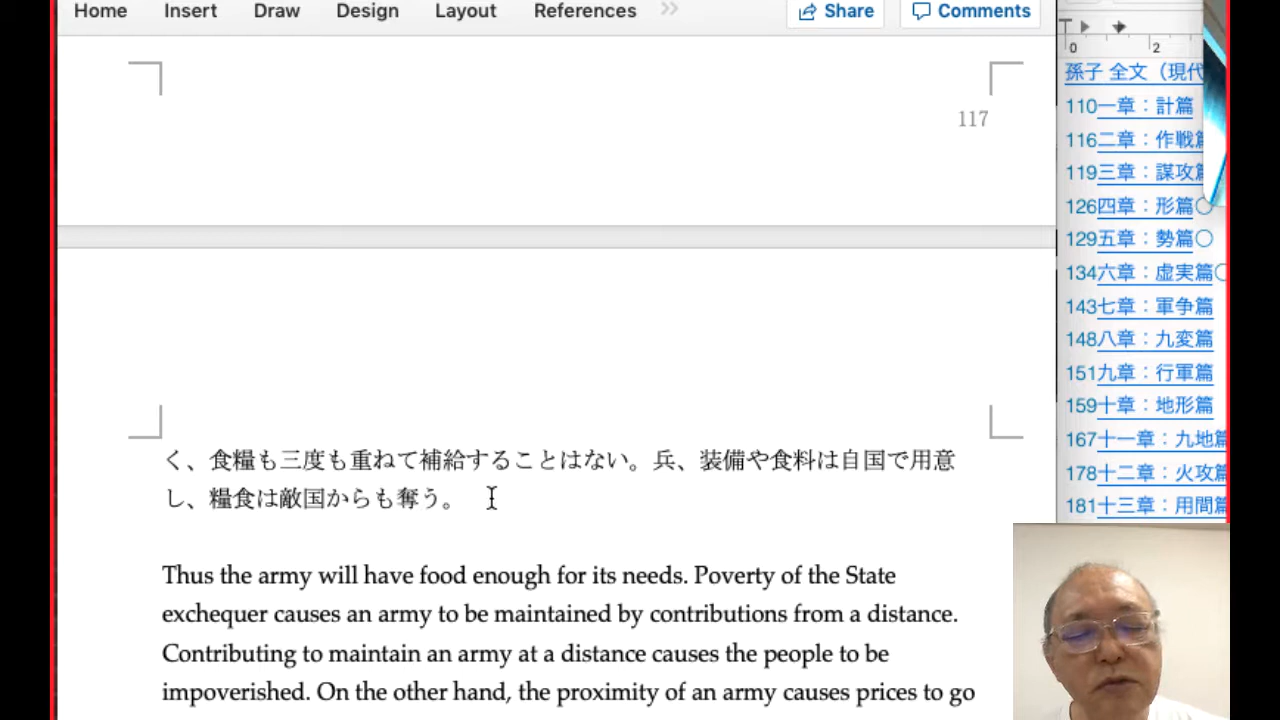 Home Insert Draw Design Layout References Share Comments
117
く、食糧も三度も重ねて補給することはない。兵、装備や食料は自国で用意
し、糧食は敵国からも奪う。
Thus the army will have food enough for its needs. Poverty of the State
exchequer causes an army to be maintained by contributions from a distance.
Contributing to maintain an army at a distance causes the people to be
impoverished. On the other hand, the proximity of an army causes prices to go
0 2
孫子 全文（現代
110一章：計篇
116二章：作戦篇
119三章：謀攻篇
126四章：形篇○
129五章：勢篇○
134六章：虚実篇○
143七章：軍争篇
148八章：九変篇
151九章：行軍篇
159十章：地形篇
167十一章：九地篇
178十二章：火攻篇
181十三章：用間篇